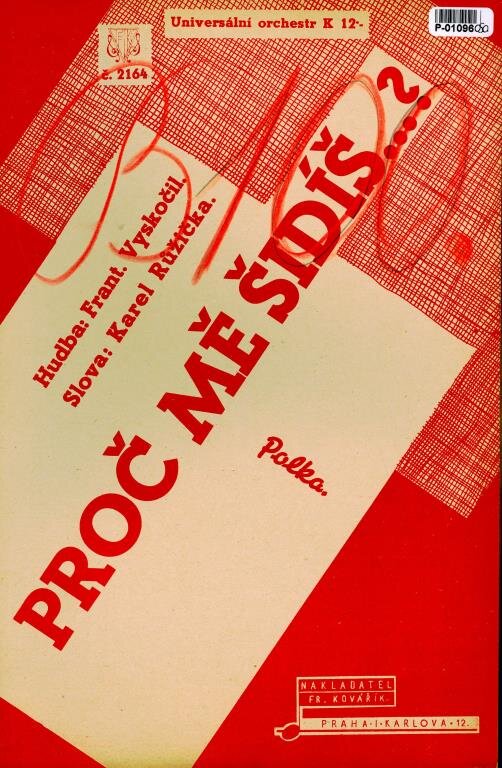 Universální orchestr K 12·-
P-01096
č. 2164
3100.
Hudba: Frant. Vyskočil.
Slova: Karel Růžička.
PROČ MĚ ŠIDÍŠ.....?
Polka.
NAKLADATEL
FR. KOVÁŘÍK.
PRAHA·I·KARLOVA·12.